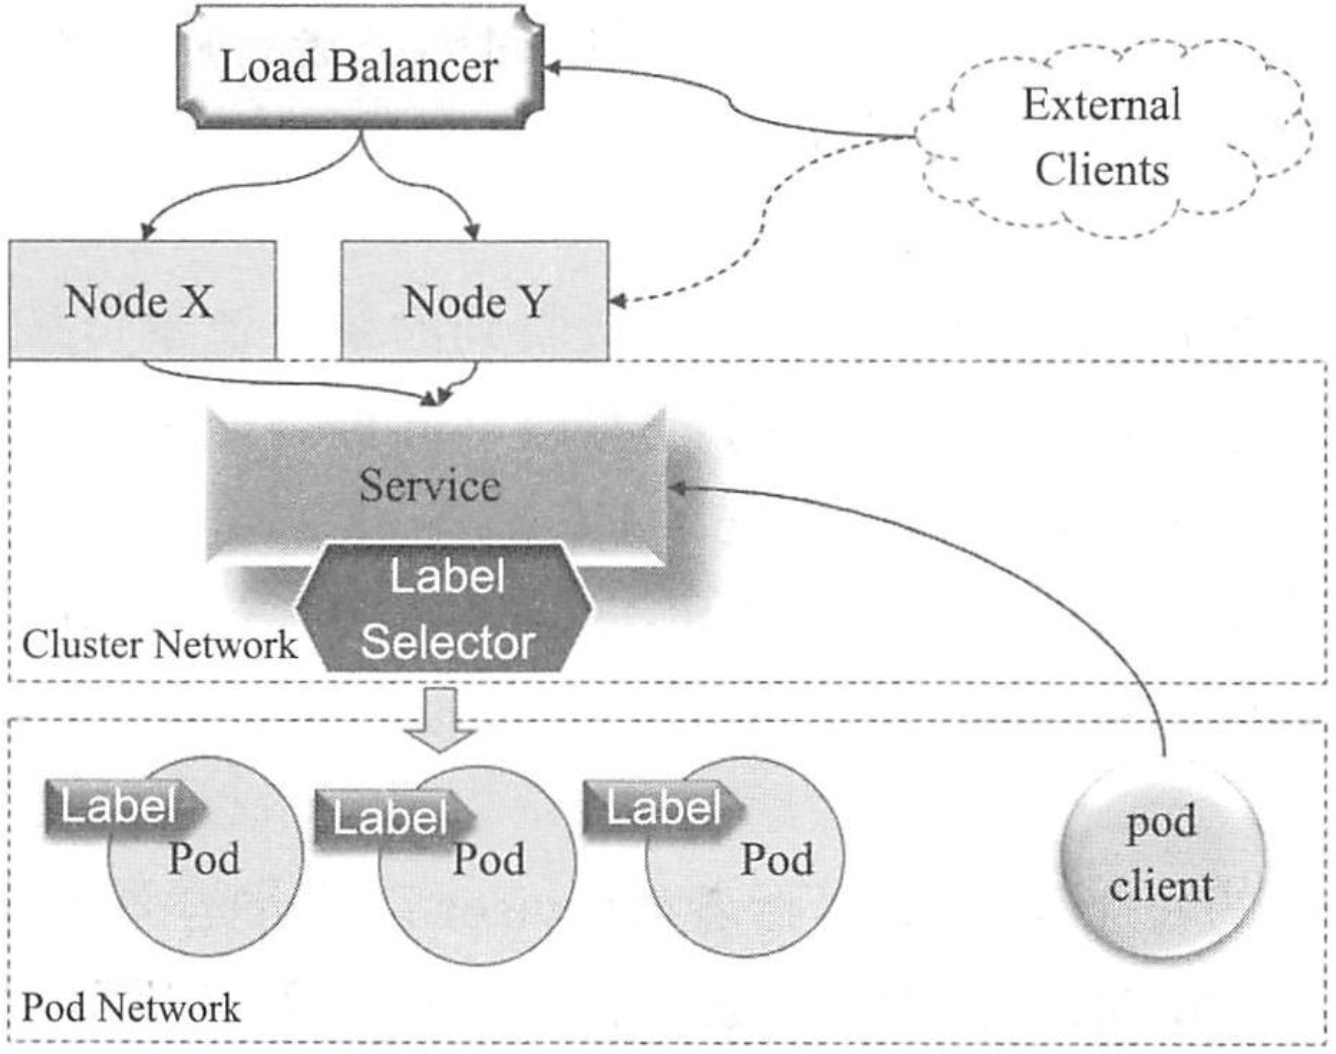 Load Balancer
External
Clients
Node X
Node Y
Service
Label
Selector
Cluster Network
Label
Pod
Label
Pod
Label
Pod
pod
client
Pod Network